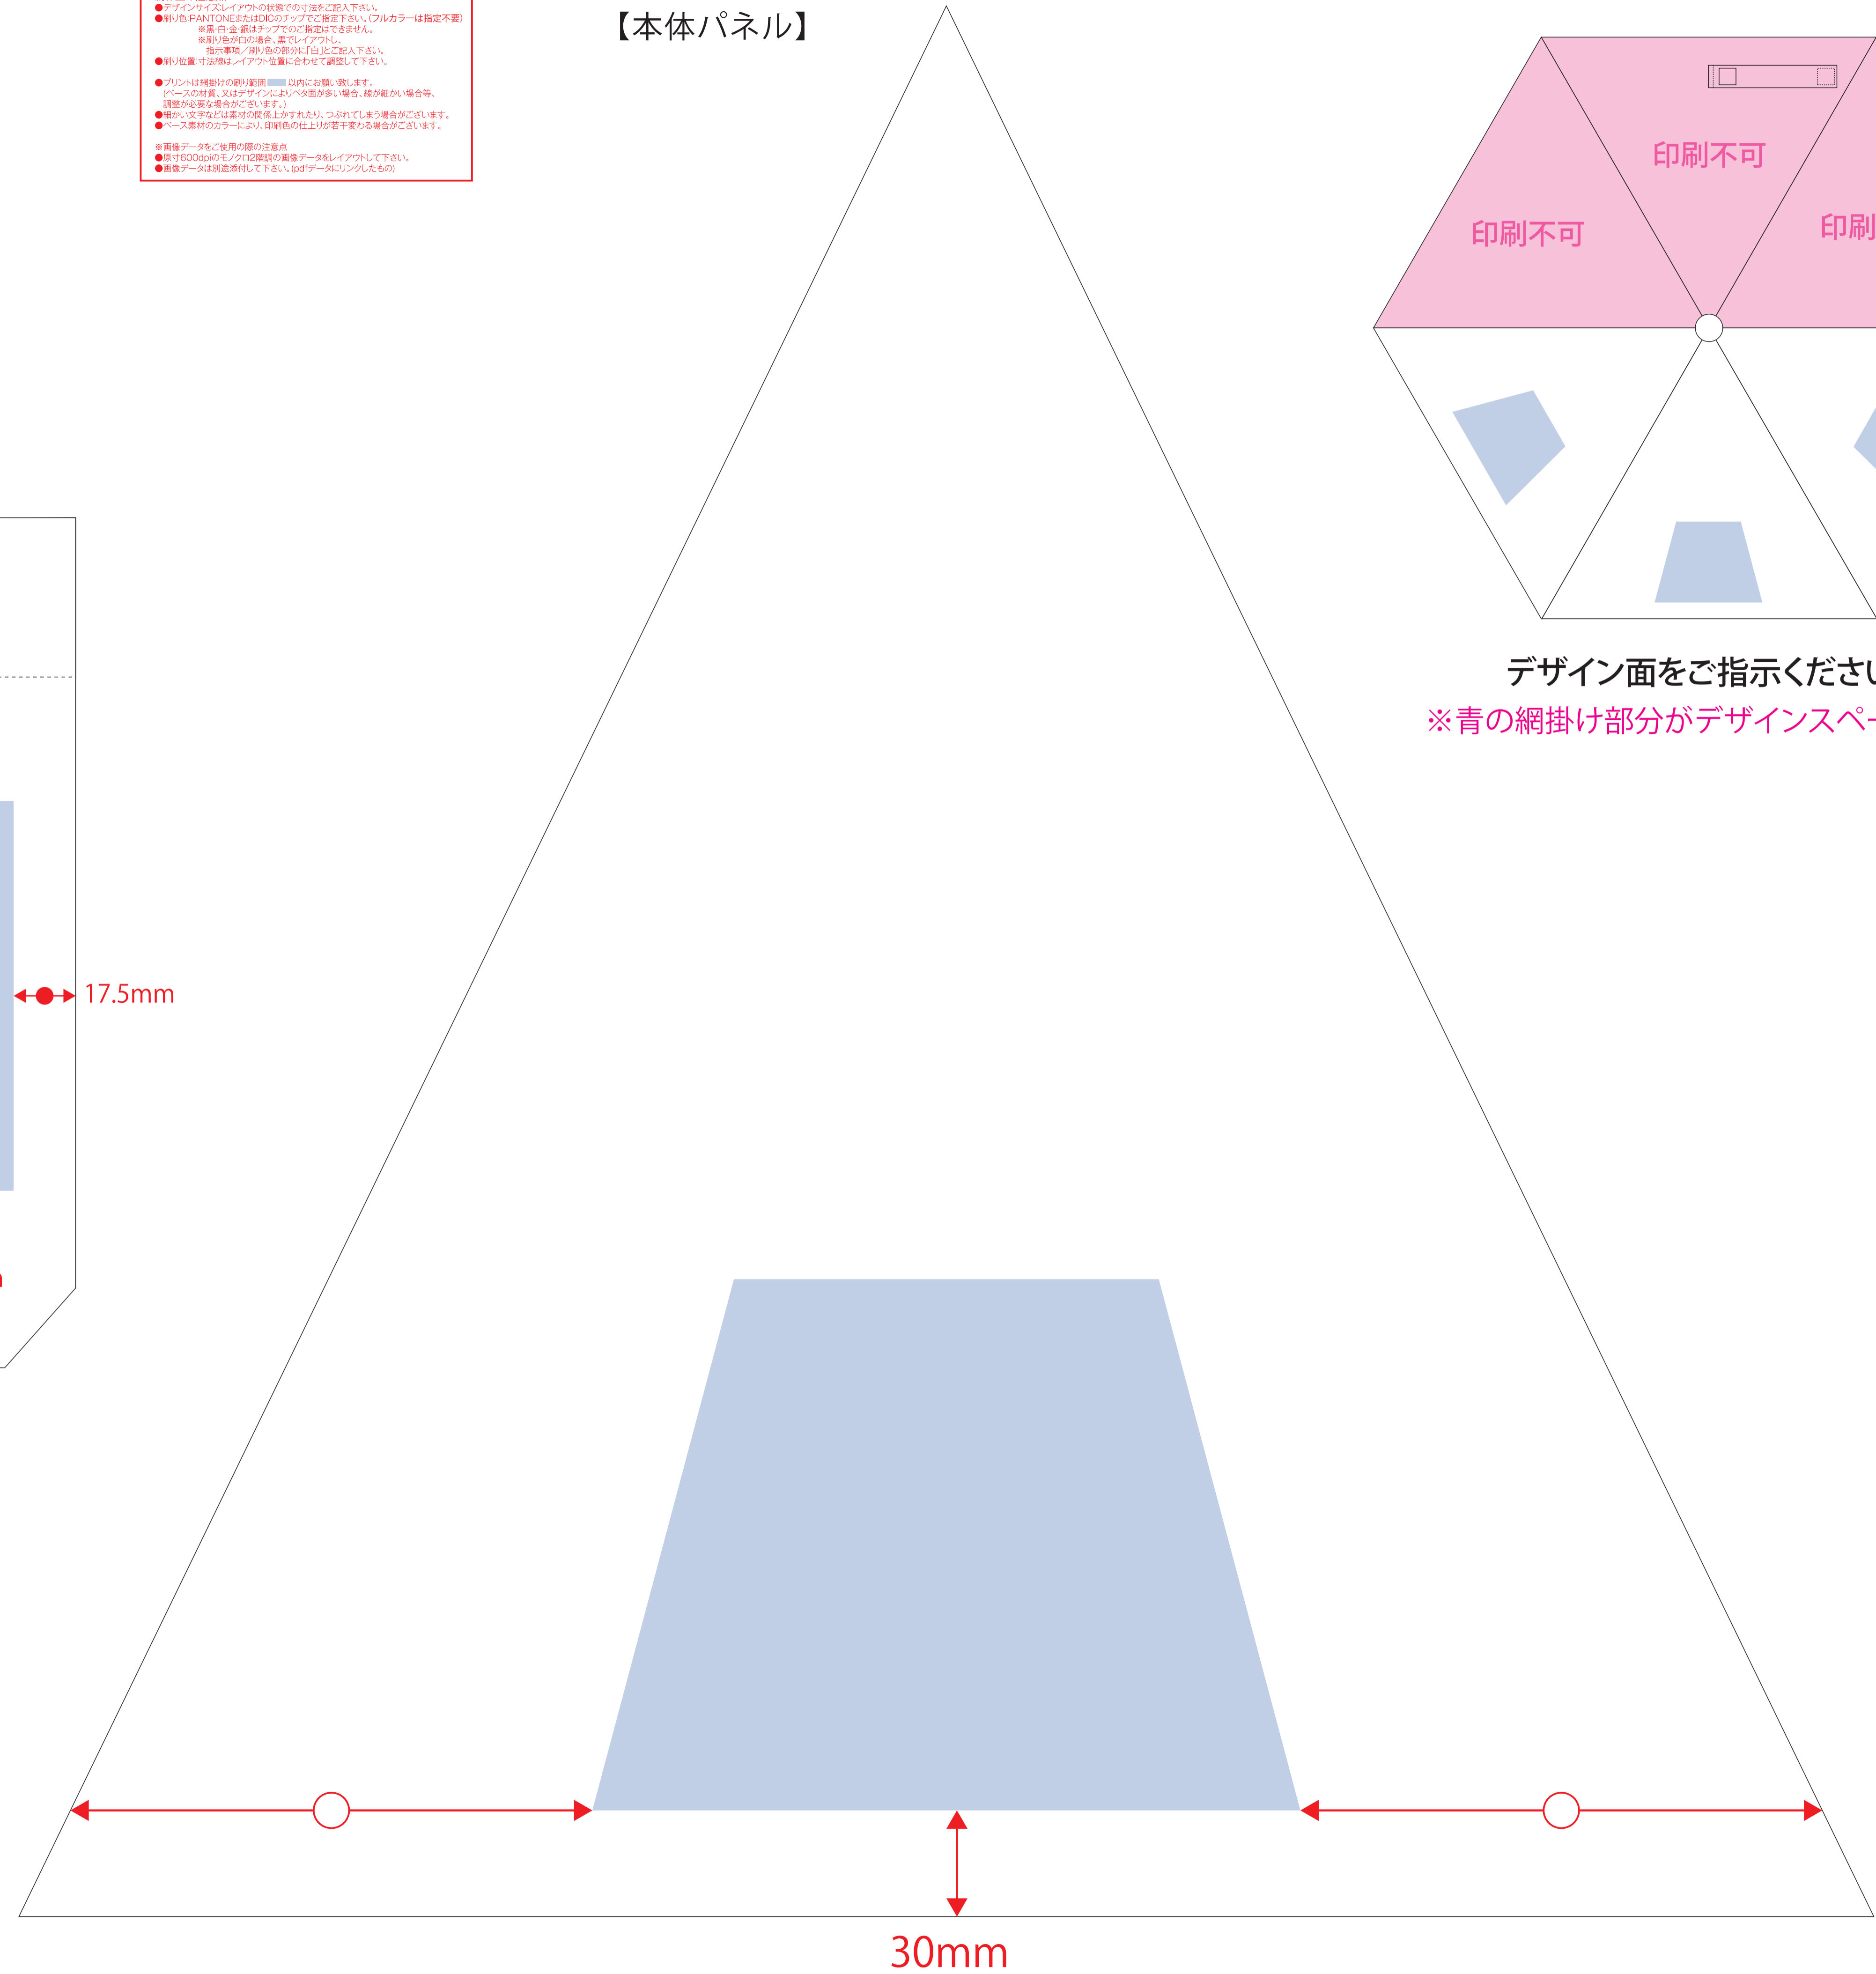 ●デザインサイズ:レイアウトの状態での寸法をご記入下さい。
●刷り色:PANTONEまたはDICのチップでご指定下さい。(フルカラーは指定不要)
※黒・白・金・銀はチップでのご指定はできません。
※刷り色が白の場合、黒でレイアウトし、
指示事項／刷り色の部分に「白」とご記入下さい。
●刷り位置:寸法線はレイアウト位置に合わせて調整して下さい。
●プリントは網掛けの刷り範囲 以内にお願い致します。
(ベースの材質、又はデザインによりベタ面が多い場合、線が細かい場合等、
調整が必要な場合がございます。)
●細かい文字などは素材の関係上かすれたり、つぶれてしまう場合がございます。
●ベース素材のカラーにより、印刷色の仕上りが若干変わる場合がございます。
※画像データをご使用の際の注意点
●原寸600dpiのモノクロ2階調の画像データをレイアウトして下さい。
●画像データは別途添付して下さい。(pdfデータにリンクしたもの)
【本体パネル】
印刷不可
印刷不可
印刷
デザイン面をご指示くださ
※青の網掛け部分がデザインスペー
17.5mm
30mm